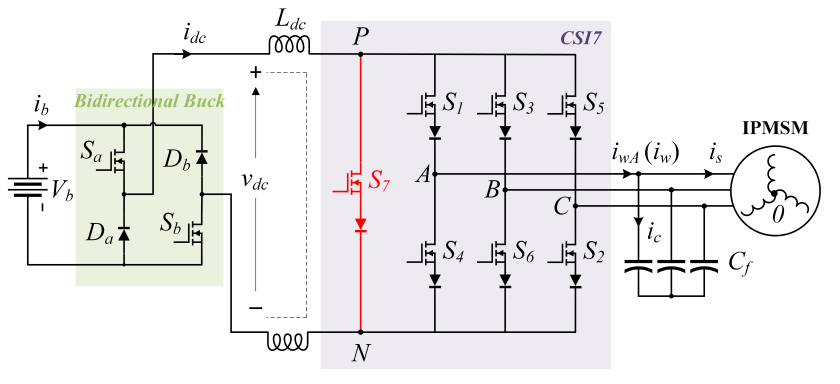 L_dc
i_dc
P
CSI7
+
Bidirectional Buck
i_b
S_a
D_b
S_1
S_3
S_5
IPMSM
i_wA (i_w)
i_s
+
V_b
-
v_dc
S_7
A
B
C
0
D_a
S_b
i_c
S_4
S_6
S_2
C_f
−
N